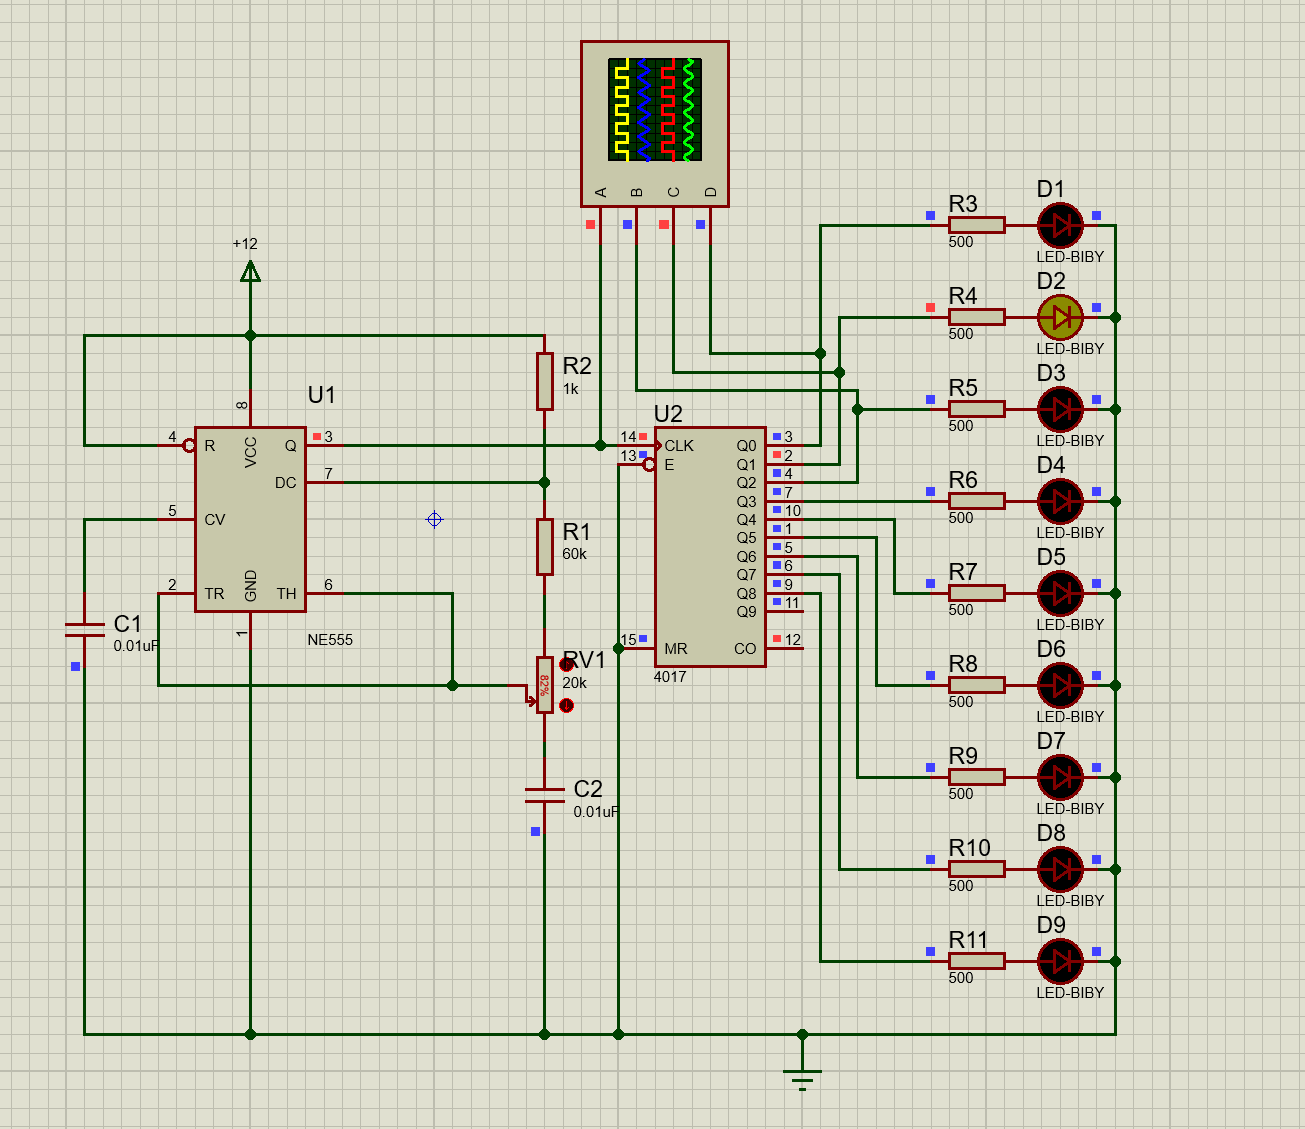 A B C D
+12
U1
4
R
8
VCC
Q
3
DC
7
5
CV
2
TR
GND
1
TH
6
NE555
C1
0.01uF
R2
1k
R1
60k
RV1
20k
82%
C2
0.01uF
U2
14
CLK
13
E
15
MR
Q0
3
Q1
2
Q2
4
Q3
7
Q4
10
Q5
1
Q6
5
Q7
6
Q8
9
Q9
11
CO
12
4017
R3
500
D1
LED-BIBY
R4
500
D2
LED-BIBY
R5
500
D3
LED-BIBY
R6
500
D4
LED-BIBY
R7
500
D5
LED-BIBY
R8
500
D6
LED-BIBY
R9
500
D7
LED-BIBY
R10
500
D8
LED-BIBY
R11
500
D9
LED-BIBY